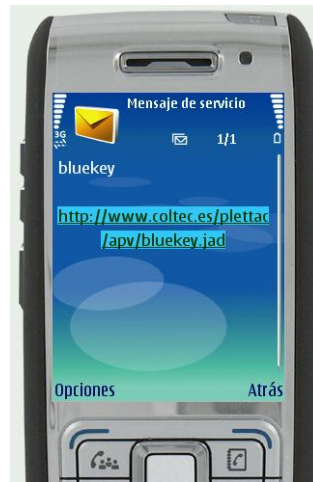 Mensaje de servicio
3G
1/1
bluekey
http://www.coltec.es/plettac
/apv/bluekey.jad
Opciones
Atrás